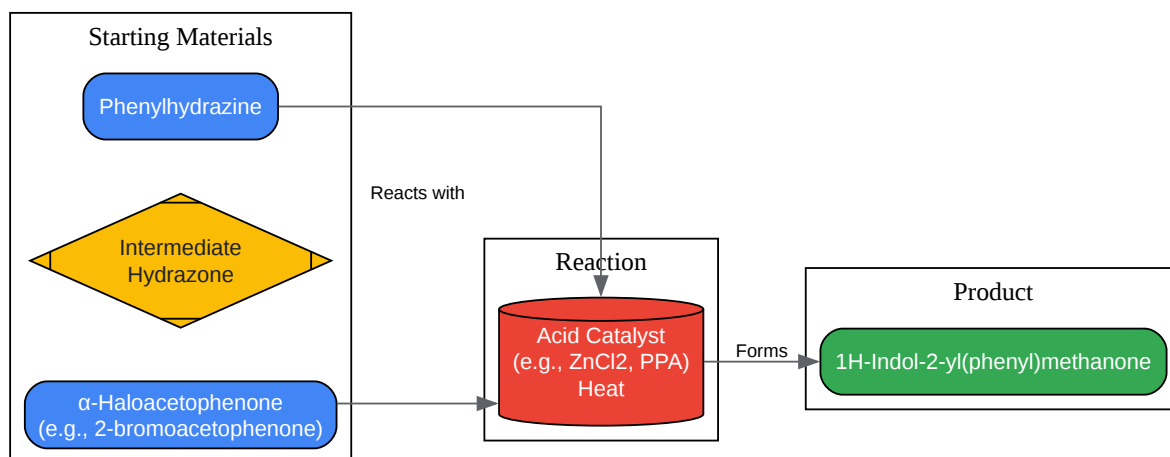 Starting Materials
Phenylhydrazine
Reacts with
Intermediate
Hydrazone
α-Haloacetophenone
(e.g., 2-bromoacetophenone)
Reaction
Acid Catalyst
(e.g., ZnCl2, PPA)
Heat
Forms
Product
1H-Indol-2-yl(phenyl)methanone